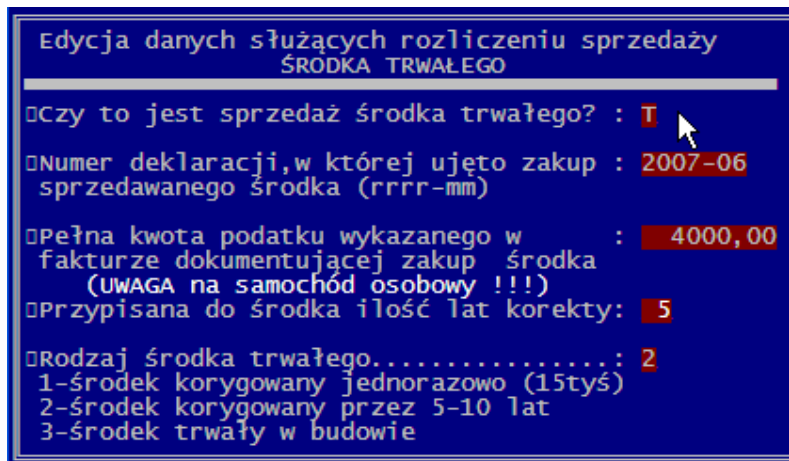 Edycja danych służących rozliczeniu sprzedaży
ŚRODKA TRWAŁEGO
Czy to jest sprzedaż środka trwałego? : T
Numer deklaracji,w której ujęto zakup : 2007-06
sprzedawanego środka (rrrr-mm)
Pełna kwota podatku wykazanego w : 4000,00
fakturze dokumentującej zakup środka
(UWAGA na samochód osobowy !!!)
Przypisana do środka ilość lat korekty: 5
Rodzaj środka trwałego................: 2
1-środek korygowany jednorazowo (15tyś)
2-środek korygowany przez 5-10 lat
3-środek trwały w budowie